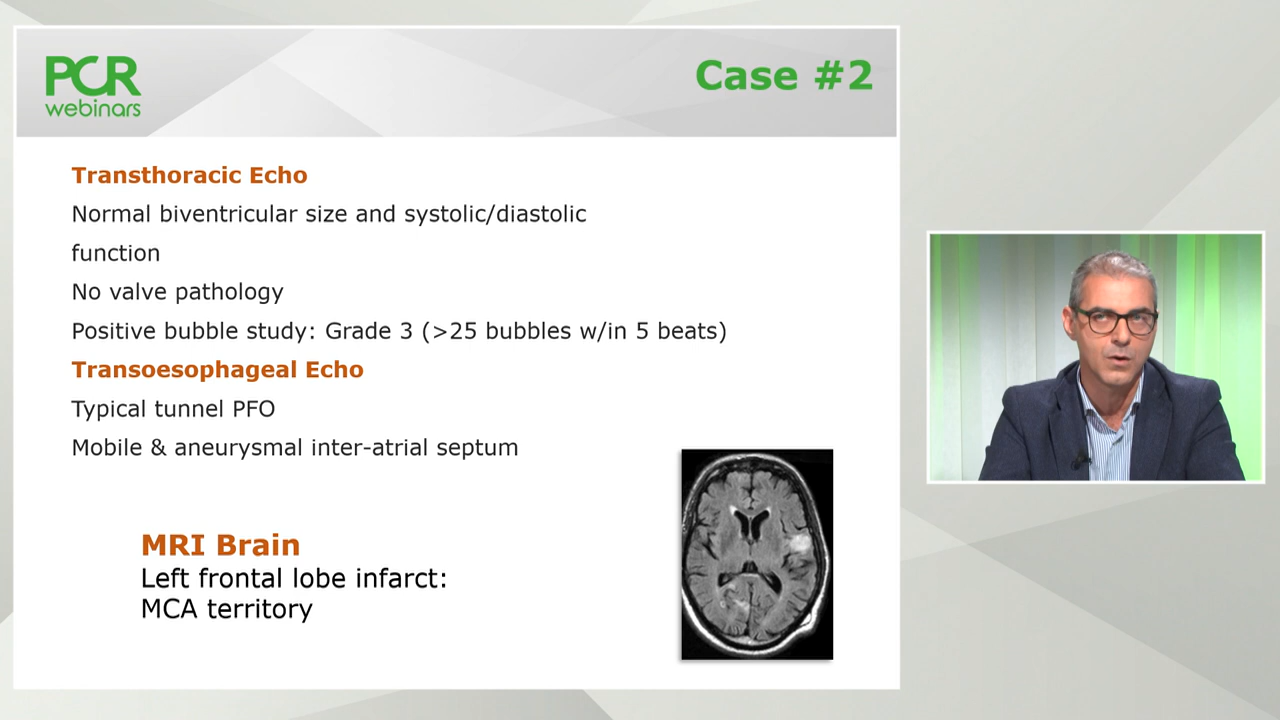 PCR
webinars
Case #2
Transthoracic Echo
Normal biventricular size and systolic/diastolic
function
No valve pathology
Positive bubble study: Grade 3 (>25 bubbles w/in 5 beats)
Transoesophageal Echo
Typical tunnel PFO
Mobile & aneurysmal inter-atrial septum
MRI Brain
Left frontal lobe infarct:
MCA territory